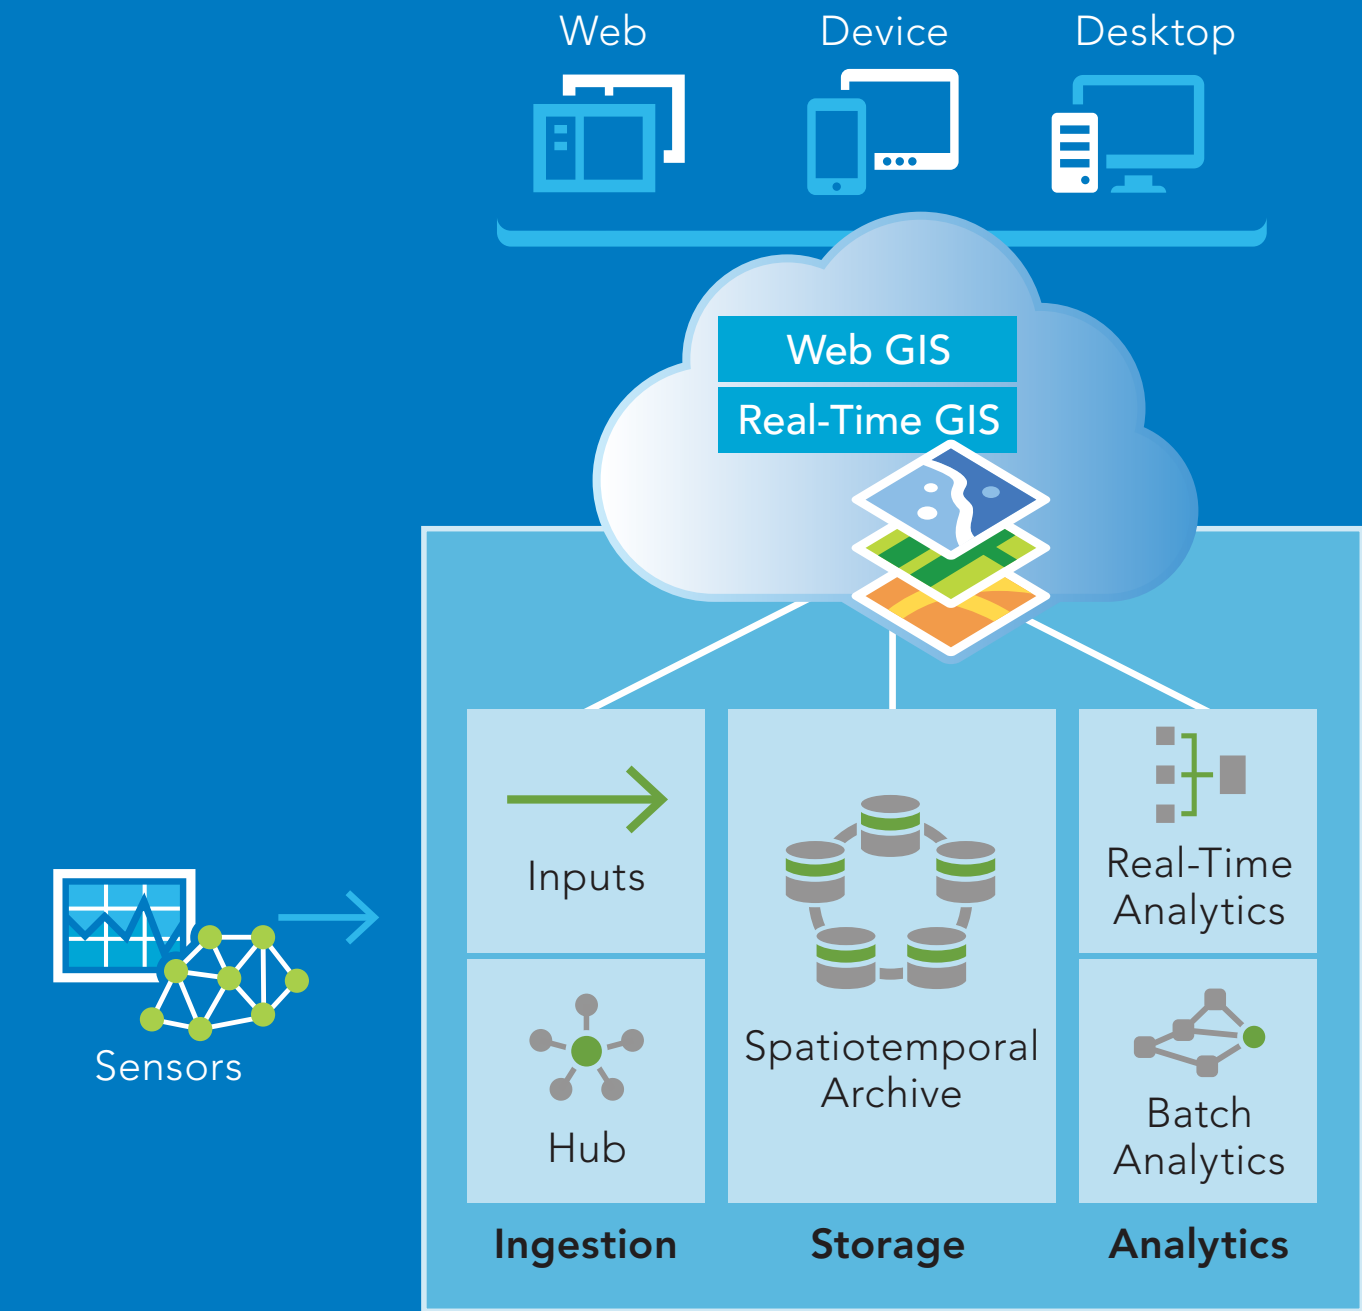 Web
Device
Desktop
Web GIS
Real-Time GIS
Inputs
Hub
Ingestion
Spatiotemporal
Archive
Storage
Real-Time
Analytics
Batch
Analytics
Analytics
Sensors